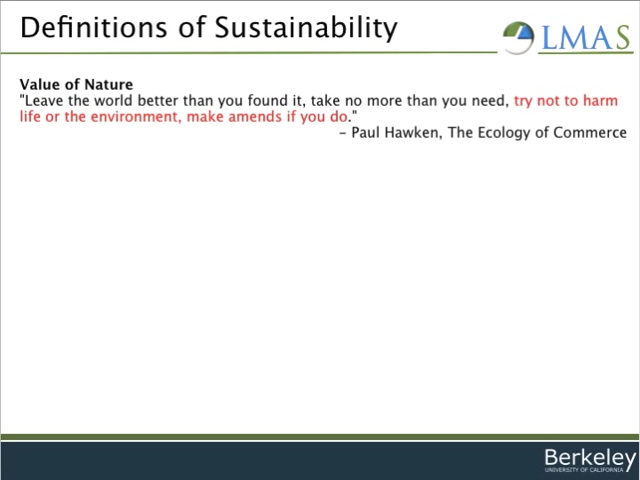 Definitions of Sustainability
LMAS
Value of Nature
"Leave the world better than you found it, take no more than you need, try not to harm
life or the environment, make amends if you do."
– Paul Hawken, The Ecology of Commerce
Berkeley
UNIVERSITY OF CALIFORNIA